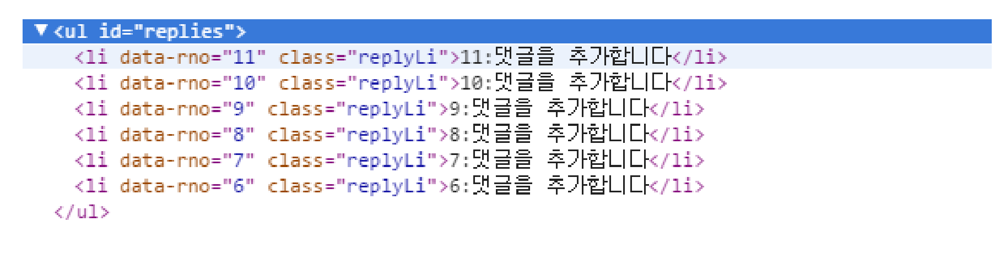 ▼<ul id="replies">
<li data-rno="11" class="replyLi">11:댓글을 추가합니다</li>
<li data-rno="10" class="replyLi">10:댓글을 추가합니다</li>
<li data-rno="9" class="replyLi">9:댓글을 추가합니다</li>
<li data-rno="8" class="replyLi">8:댓글을 추가합니다</li>
<li data-rno="7" class="replyLi">7:댓글을 추가합니다</li>
<li data-rno="6" class="replyLi">6:댓글을 추가합니다</li>
</ul>